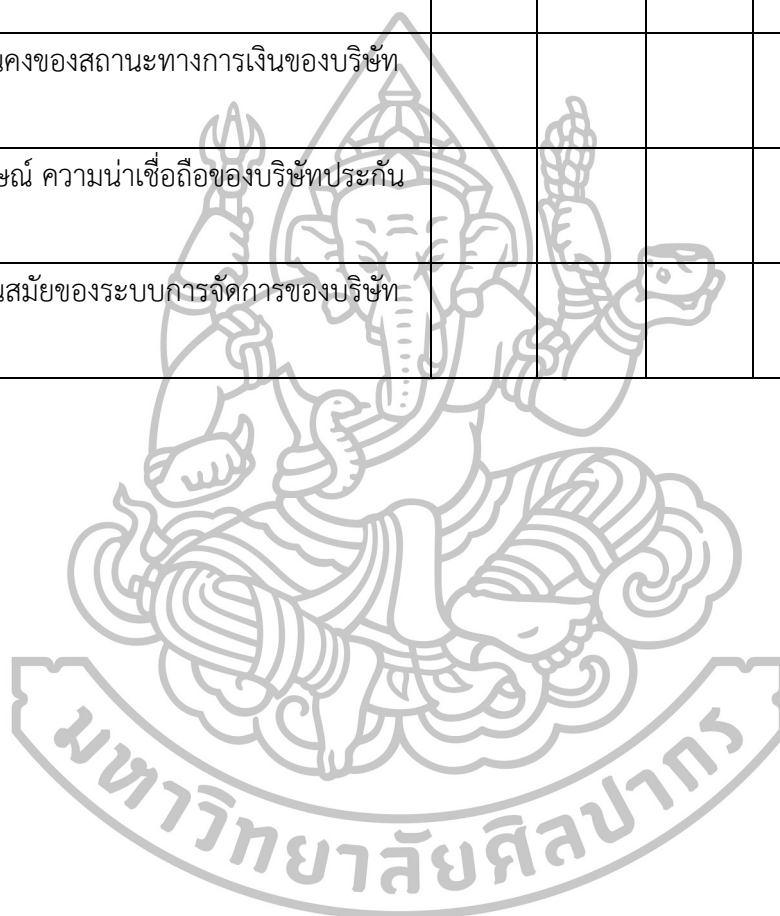 นคงของสถานะทางการเงินของบริษัท
ษณ์ ความน่าเชื่อถือของบริษัทประกัน
นสมัยของระบบการจัดการของบริษัท
มหาวิทยาลัยศิลปากร